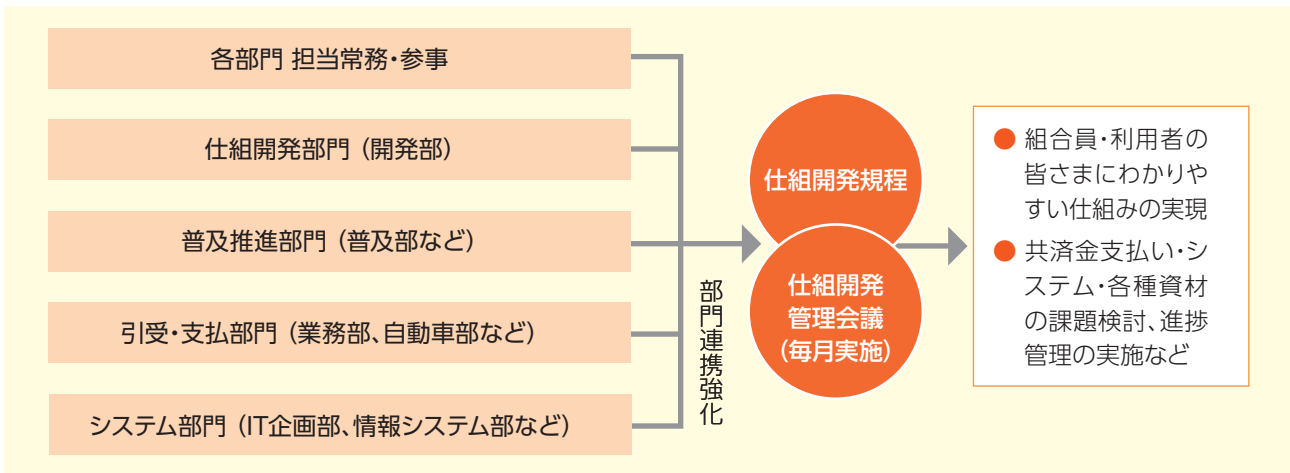 各部門 担当常務・参事
仕組開発部門（開発部）
普及推進部門（普及部など）
引受・支払部門（業務部、自動車部など）
システム部門（IT企画部、情報システム部など）
部門連携強化
仕組開発規程
仕組開発
管理会議
（毎月実施）
● 組合員・利用者の
皆さまにわかりや
すい仕組みの実現
● 共済金支払い・シ
ステム・各種資材
の課題検討、進捗
管理の実施など